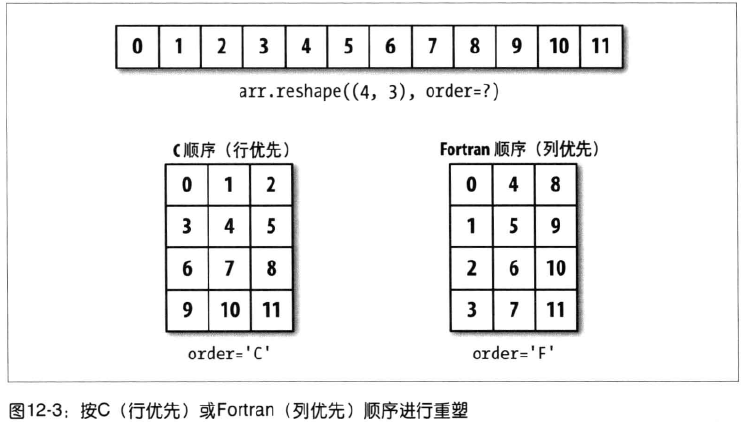 0 1 2 3 4 5 6 7 8 9 10 11
arr.reshape((4, 3), order=?)
C顺序（行优先）
0 1 2
3 4 5
6 7 8
9 10 11
order='C'
Fortran 顺序（列优先）
0 4 8
1 5 9
2 6 10
3 7 11
order='F'
图12-3：按C（行优先）或Fortran（列优先）顺序进行重塑